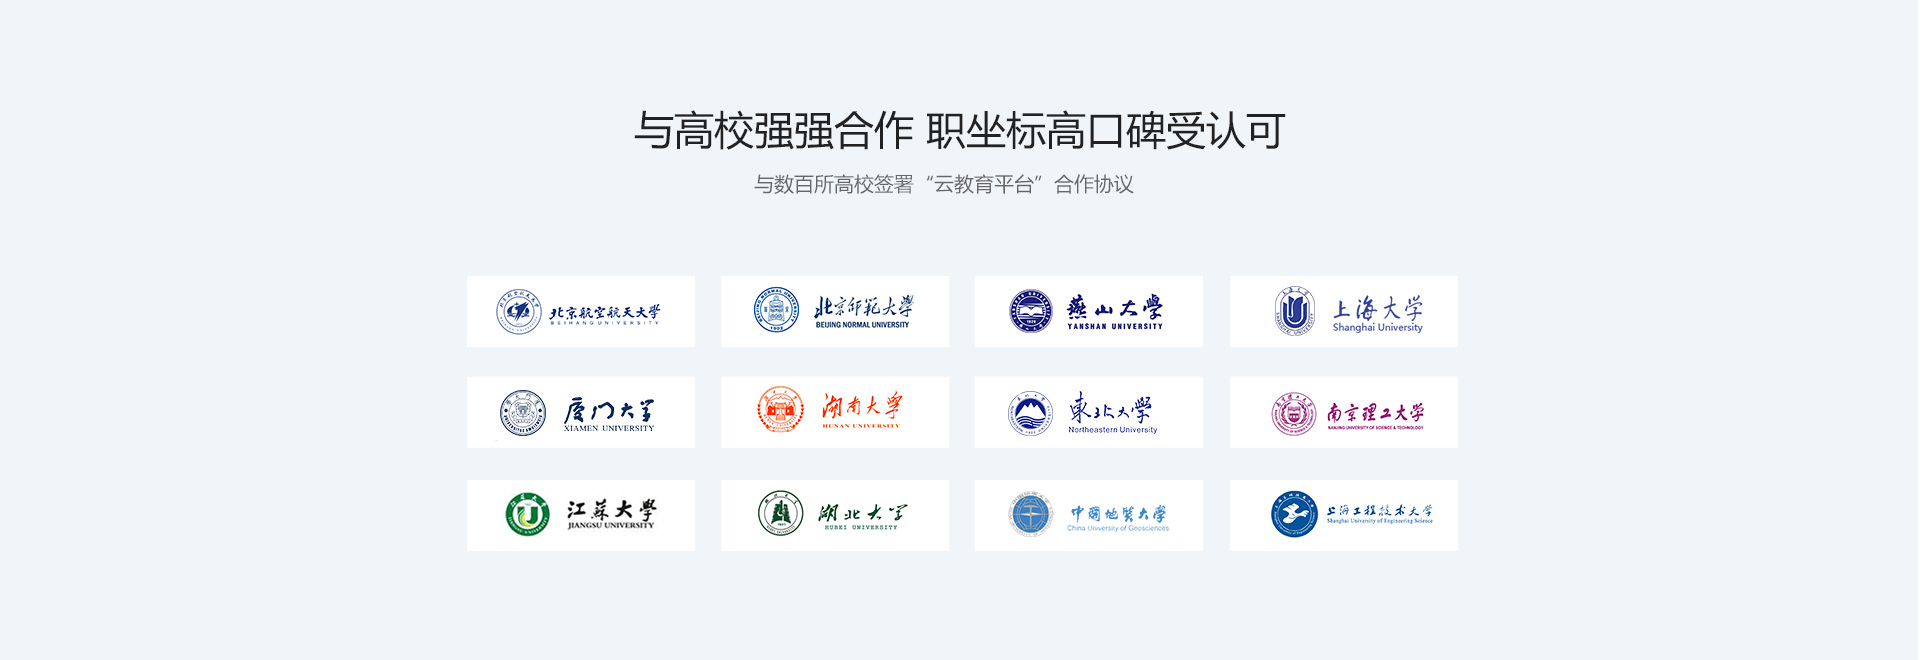 与高校强强合作 职坐标高口碑受认可
与数百所高校签署“云教育平台”合作协议
北京航空航天大学
BEIHANG UNIVERSITY
北京师范大学
BEIJING NORMAL UNIVERSITY
1902
燕山大學
YANSHAN UNIVERSITY
上海大学
Shanghai University
厦门大学
XIAMEN UNIVERSITY
湖南大学
HUNAN UNIVERSITY
東北大學
Northeastern University
南京理工大学
NANJING UNIVERSITY OF SCIENCE & TECHNOLOGY
江苏大學
JIANGSU UNIVERSITY
湖北大学
HUBEI UNIVERSITY
中国地质大学
China University of Geosciences
上海工程技术大学
Shanghai University of Engineering Science